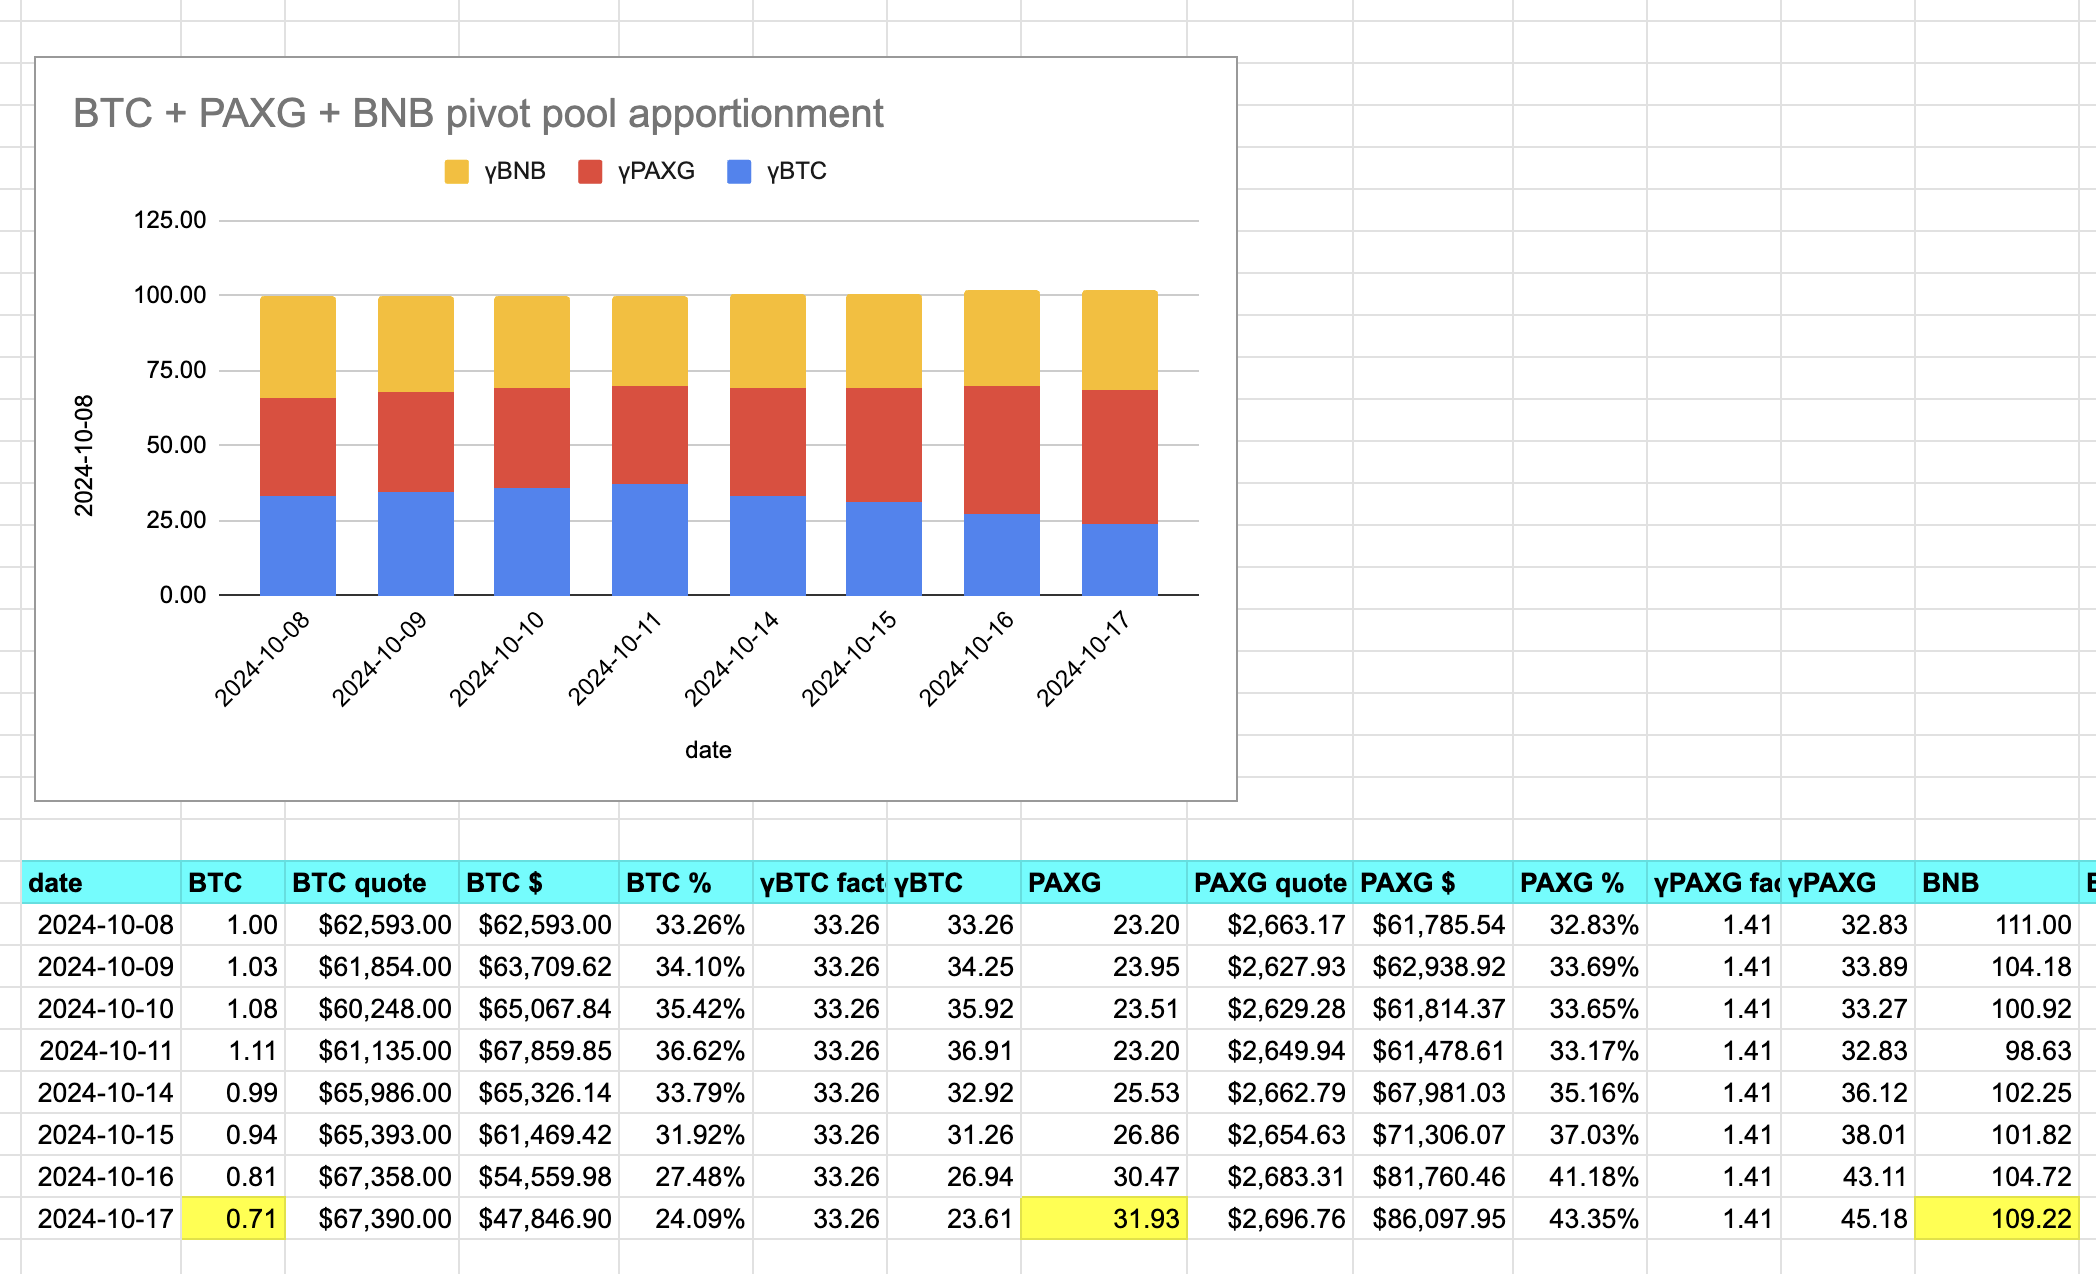 BTC + PAXG + BNB pivot pool apportionment
γBNB γPAXG γBTC
125.00
100.00
75.00
50.00
25.00
0.00
2024-10-08
2024-10-08 2024-10-09 2024-10-10 2024-10-11 2024-10-14 2024-10-15 2024-10-16 2024-10-17
date
date BTC BTC quote BTC $ BTC % γBTC fact γBTC PAXG PAXG quote PAXG $ PAXG % γPAXG fac γPAXG BNB
2024-10-08 1.00 $62,593.00 $62,593.00 33.26% 33.26 33.26 23.20 $2,663.17 $61,785.54 32.83% 1.41 32.83 111.00
2024-10-09 1.03 $61,854.00 $63,709.62 34.10% 33.26 34.25 23.95 $2,627.93 $62,938.92 33.69% 1.41 33.89 104.18
2024-10-10 1.08 $60,248.00 $65,067.84 35.42% 33.26 35.92 23.51 $2,629.28 $61,814.37 33.65% 1.41 33.27 100.92
2024-10-11 1.11 $61,135.00 $67,859.85 36.62% 33.26 36.91 23.20 $2,649.94 $61,478.61 33.17% 1.41 32.83 98.63
2024-10-14 0.99 $65,986.00 $65,326.14 33.79% 33.26 32.92 25.53 $2,662.79 $67,981.03 35.16% 1.41 36.12 102.25
2024-10-15 0.94 $65,393.00 $61,469.42 31.92% 33.26 31.26 26.86 $2,654.63 $71,306.07 37.03% 1.41 38.01 101.82
2024-10-16 0.81 $67,358.00 $54,559.98 27.48% 33.26 26.94 30.47 $2,683.31 $81,760.46 41.18% 1.41 43.11 104.72
2024-10-17 0.71 $67,390.00 $47,846.90 24.09% 33.26 23.61 31.93 $2,696.76 $86,097.95 43.35% 1.41 45.18 109.22